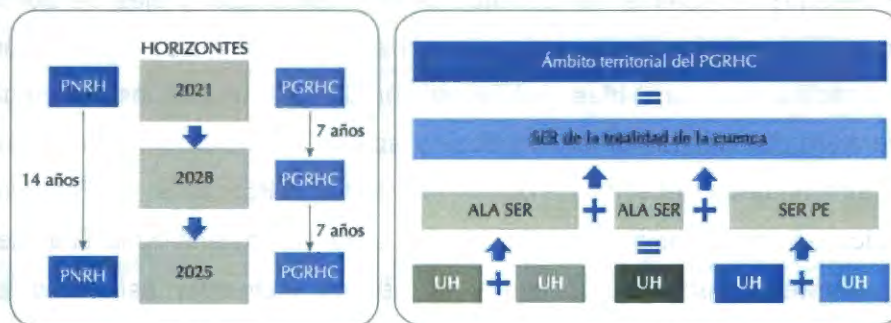 HORIZONTES
PNRH
2021
PGRHC
7 años
14 años
2028
PGRHC
7 años
PNRH
2025
PGRHC
Ámbito territorial del PGRHC
=
SER de la totalidad de la cuenca
ALA SER + ALA SER + SER PE
=
UH + UH UH UH + UH